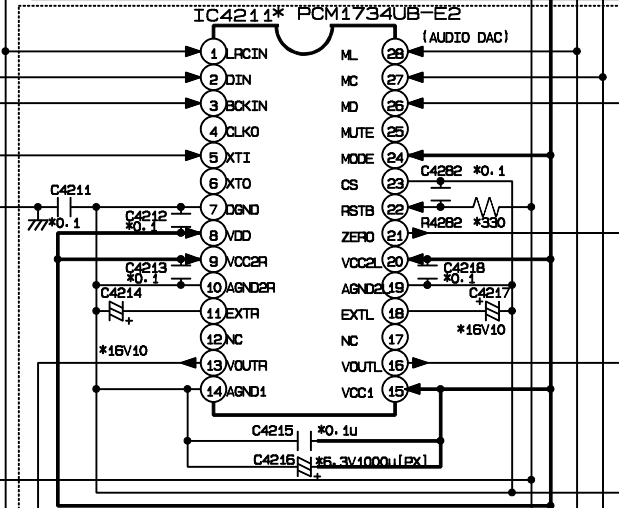 IC4211* PCM1734UB-E2
(AUDIO DAC)
1 LRCIN ML 28
2 DIN MC 27
3 BCKIN MD 26
4 CLKO MUTE 25
5 XTI MODE 24
C4282 *0.1
6 XTO CS 23
C4211
*0.1
7 DGND RSTB 22
C4212
*0.1
R4282 *330
8 VDD ZERO 21
9 VCC2R VCC2L 20
C4213
*0.1
C4218
*0.1
10 AGND2R AGND2L 19
C4214
C4217
11 EXTR EXTL 18
+
+
*16V10
12 NC NC 17
*16V10
13 VOUTR VOUTL 16
14 AGND1 VCC1 15
C4215 *0.1u
C4216 *6.3V1000u[PX]
+